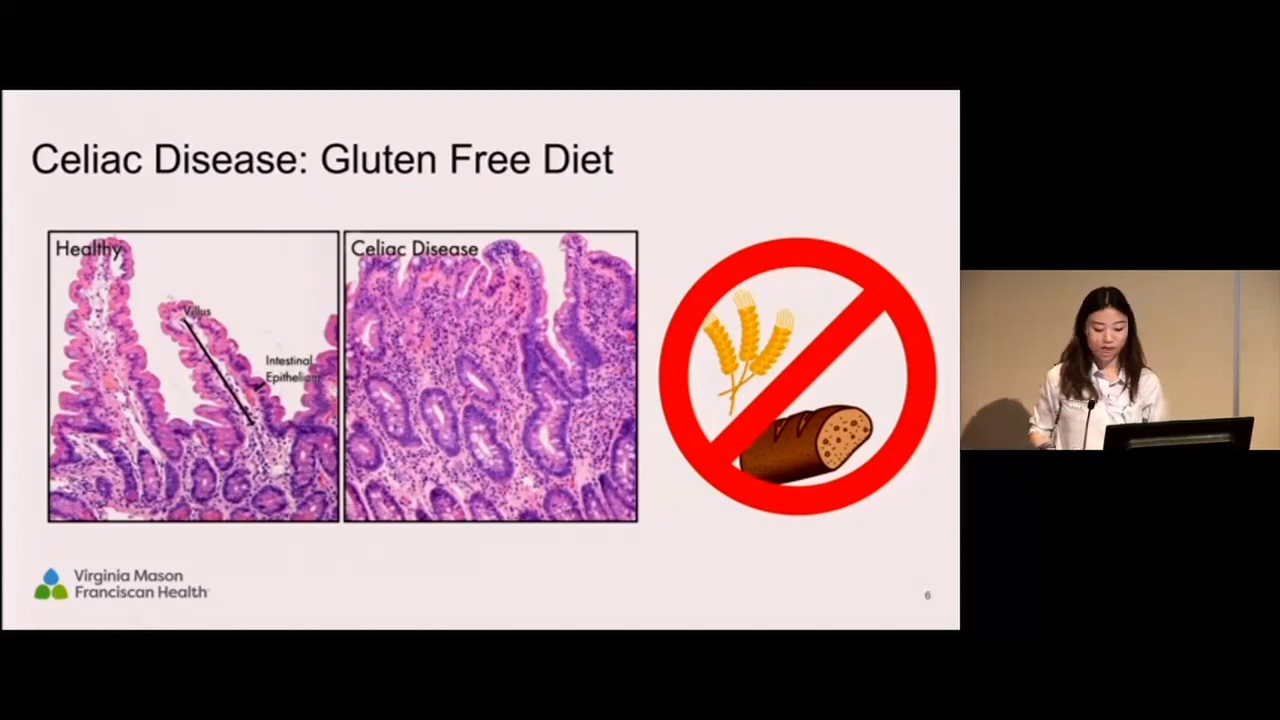 Celiac Disease: Gluten Free Diet
Healthy
Villus
Intestinal
Epithelium
Celiac Disease
Virginia Mason
Franciscan Health
6